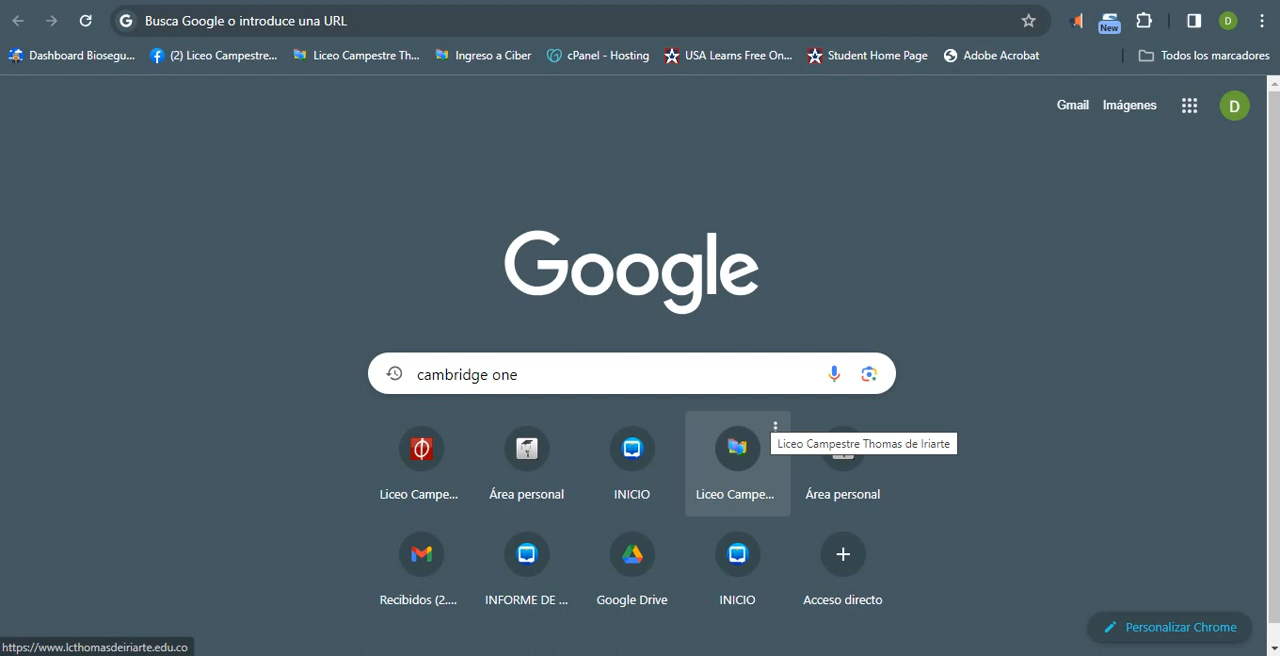 G Busca Google o introduce una URL
New
D
Dashboard Biosegu...
(2) Liceo Campestre...
Liceo Campestre Th...
Ingreso a Ciber
cPanel - Hosting
USA Learns Free On...
Student Home Page
Adobe Acrobat
Todos los marcadores
Gmail
Imágenes
D
Google
cambridge one
Liceo Campestre Thomas de Iriarte
Liceo Campe...
Área personal
INICIO
Liceo Campe...
Área personal
Recibidos (2....
INFORME DE ...
Google Drive
INICIO
Acceso directo
Personalizar Chrome
https://www.lcthomasdeiriarte.edu.co